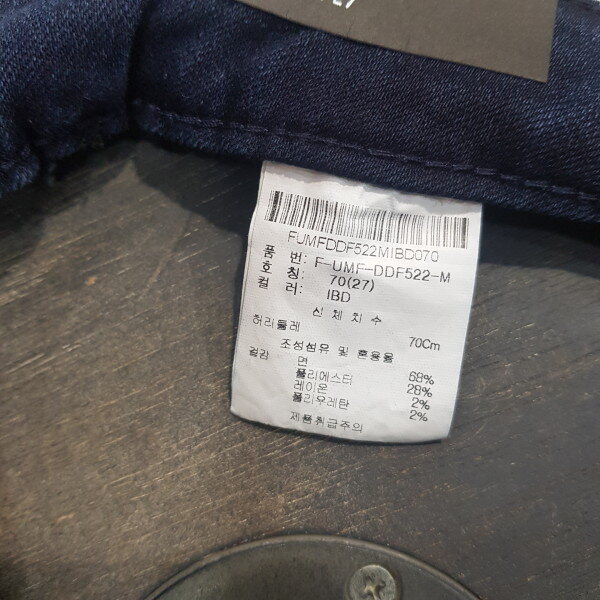 FUMFDDF522MIBD070
품 번: F-UMF-DDF522-M
호 칭: 70(27)
컬 러: IBD
신 체 치 수
허리둘레 70Cm
조성섬유 및 혼용율
겉감 면 68%
폴리에스터 28%
레이온 2%
폴리우레탄 2%
제품취급주의